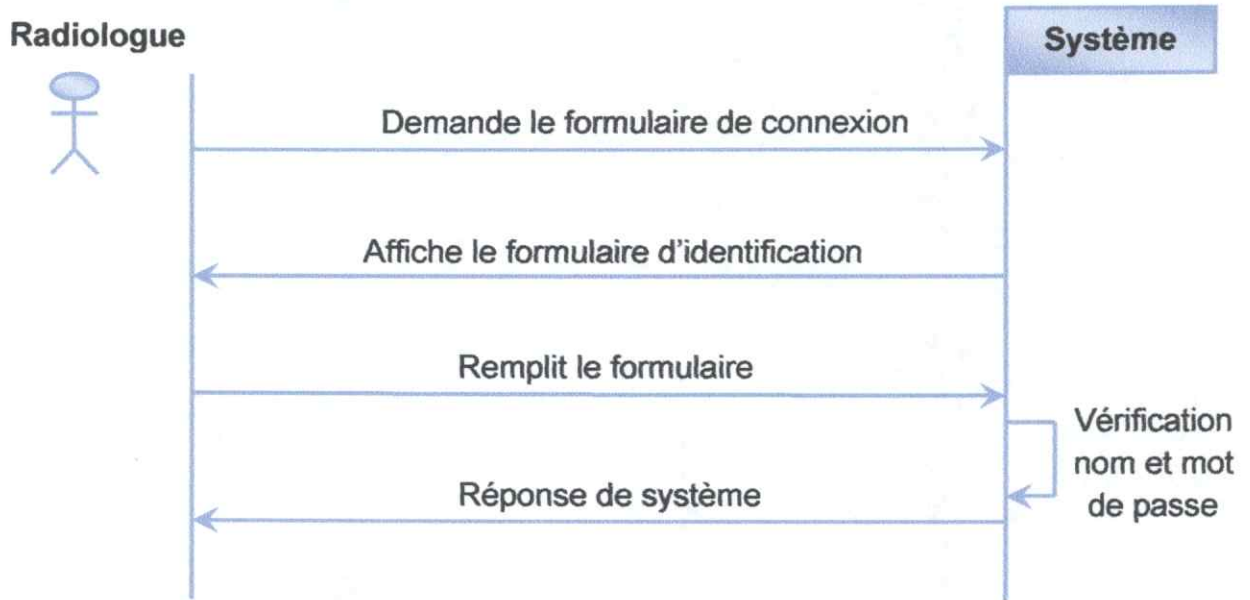 Radiologue
Système
Demande le formulaire de connexion
Affiche le formulaire d'identification
Remplit le formulaire
Vérification
nom et mot
de passe
Réponse de système